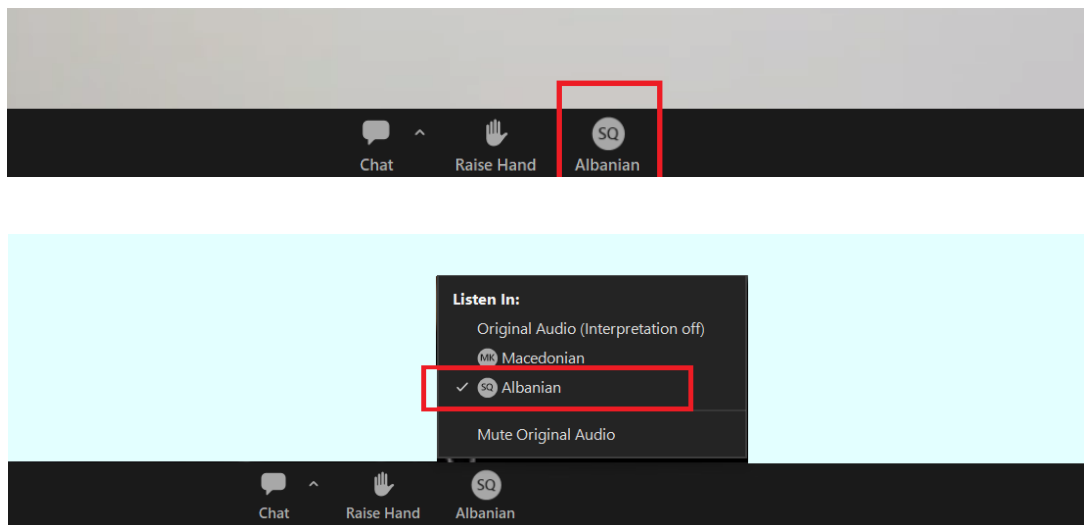 SQ
Chat Raise Hand Albanian
Listen In:
Original Audio (Interpretation off)
MK Macedonian
SQ Albanian
Mute Original Audio
SQ
Chat Raise Hand Albanian